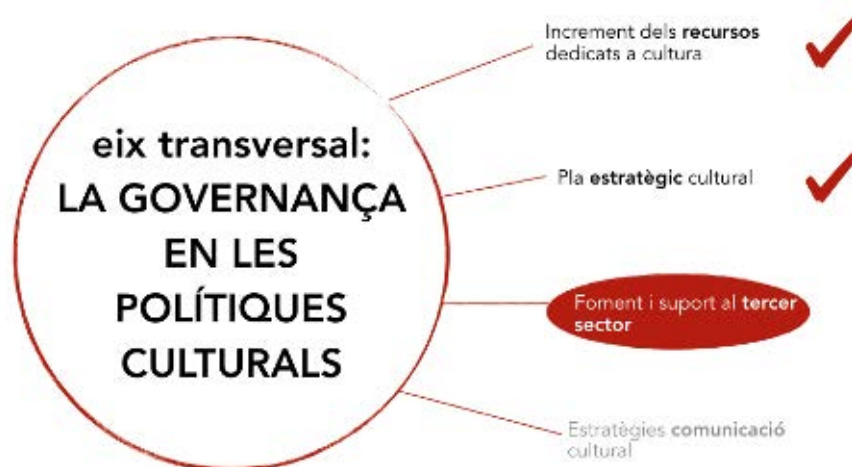 eix transversal:
LA GOVERNANÇA
EN LES
POLÍTIQUES
CULTURALS
Increment dels recursos
dedicats a cultura
Pla estratègic cultural
Foment i suport al tercer
sector
Estratègies comunicació
cultural